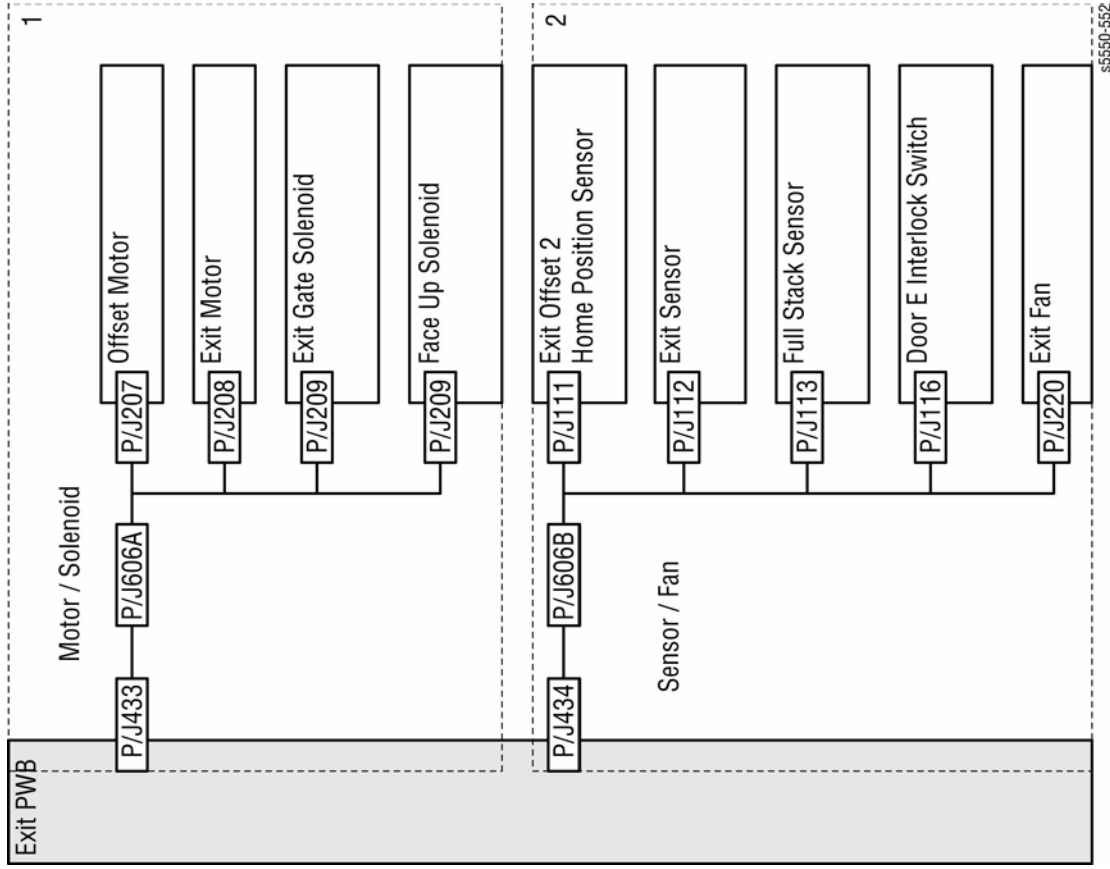 Exit PWB
1
Motor / Solenoid
P/J433
P/J606A
P/J207
Offset Motor
P/J208
Exit Motor
P/J209
Exit Gate Solenoid
P/J209
Face Up Solenoid
2
Sensor / Fan
P/J434
P/J606B
P/J111
Exit Offset 2
Home Position Sensor
P/J112
Exit Sensor
P/J113
Full Stack Sensor
P/J116
Door E Interlock Switch
P/J220
Exit Fan
s5550-552